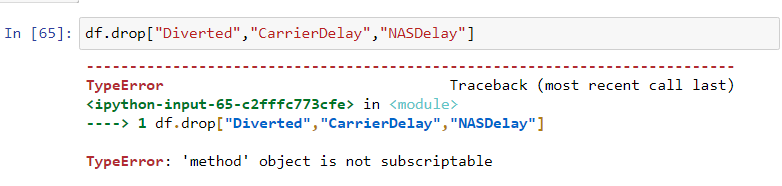 In [65]: df.drop["Diverted","CarrierDelay","NASDelay"]
---------------------------------------------------------------------------
TypeError                                 Traceback (most recent call last)
<ipython-input-65-c2fffc773cfe> in <module>
----> 1 df.drop["Diverted","CarrierDelay","NASDelay"]
TypeError: 'method' object is not subscriptable